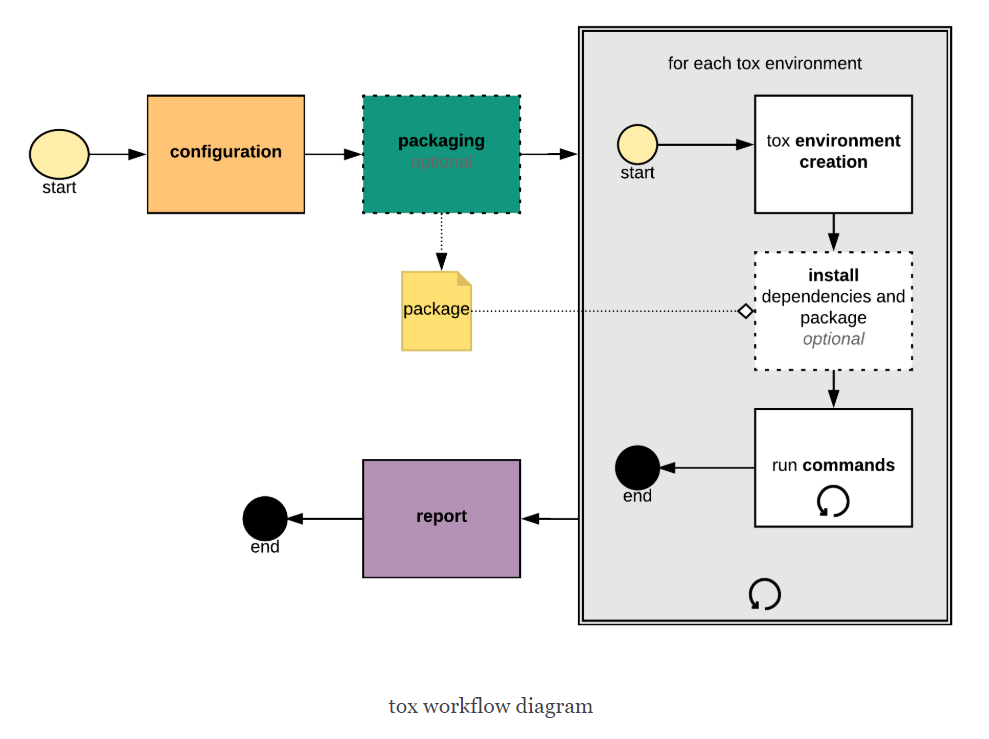 for each tox environment
start
configuration
packaging
optional
start
tox environment
creation
package
install
dependencies and
package
optional
run commands
end
report
end
tox workflow diagram